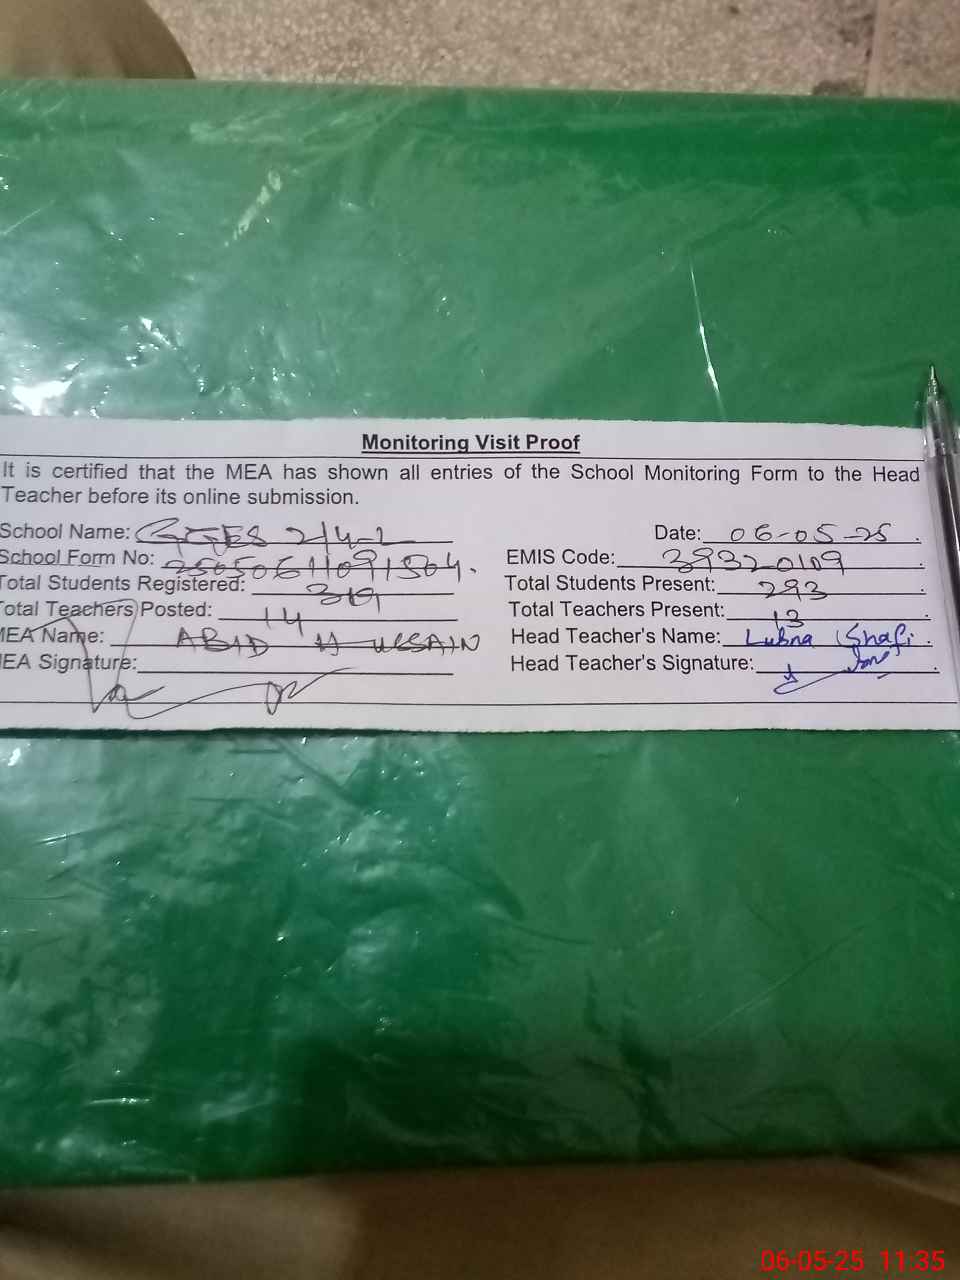 Monitoring Visit Proof
It is certified that the MEA has shown all entries of the School Monitoring Form to the Head
Teacher before its online submission.
School Name: GGES 2/4-L Date: 06-05-25
School Form No: EMIS Code: 39320109
Total Students Registered: 319 Total Students Present: 293
Total Teachers Posted: 14 Total Teachers Present: 13
MEA Name: ABID HUSSAIN Head Teacher's Name: Lubna Shafi
MEA Signature: Head Teacher's Signature:
06-05-25 11:35